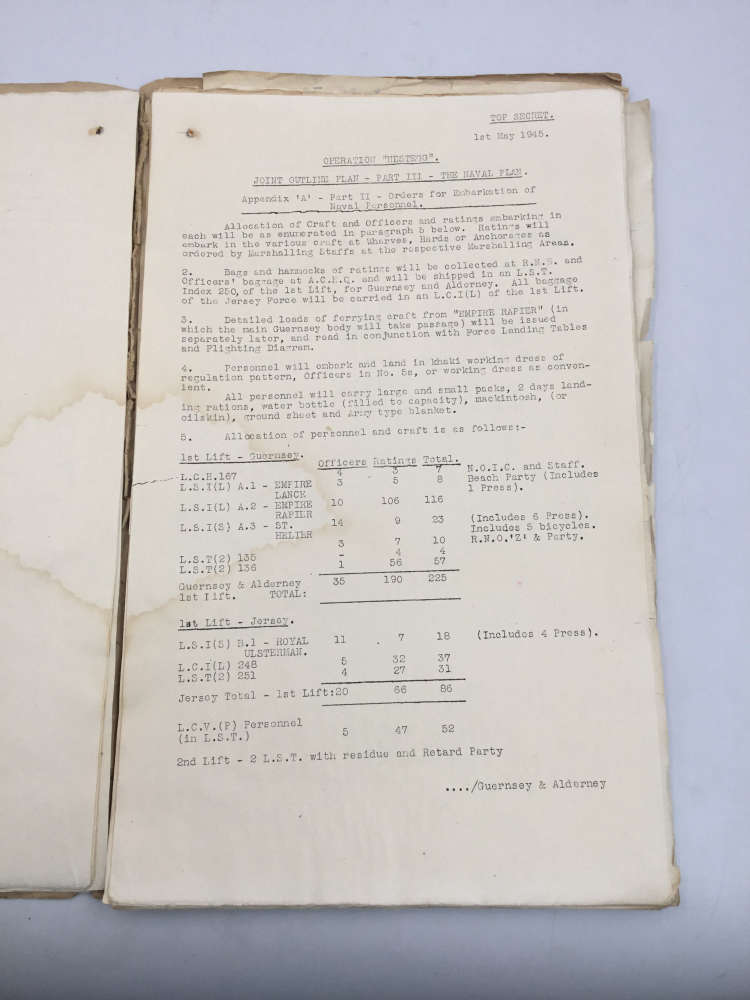 TOP SECRET.
1st May 1945.
OPERATION "NESTEGG".
JOINT OUTLINE PLAN - PART III - THE NAVAL PLAN.
Appendix 'A' - Part II - Orders for Embarkation of
Naval Personnel.
Allocation of Craft and Officers and ratings embarking in
each will be as enumerated in paragraph 5 below. Ratings will
embark in the various craft at Wharves, Hards or Anchorages as
ordered by Marshalling Staffs at the respective Marshalling Areas.
2. Bags and hammocks of ratings will be collected at R.N.B. and
Officers' baggage at A.C.H.Q. and will be shipped in an L.S.T.
Index 250, of the 1st Lift, for Guernsey and Alderney. All baggage
of the Jersey Force will be carried in an L.C.I(L) of the 1st Lift.
3. Detailed loads of ferrying craft from "EMPIRE RAPIER" (in
which the main Guernsey body will take passage) will be issued
separately later, and read in conjunction with Force Landing Tables
and Flighting Diagram.
4. Personnel will embark and land in khaki working dress of
regulation pattern, Officers in No. 5s, or working dress as conven-
ient.
All personnel will carry large and small packs, 2 days land-
ing rations, water bottle (filled to capacity), mackintosh, (or
oilskin), ground sheet and Army type blanket.
5. Allocation of personnel and craft is as follows:-
1st Lift - Guernsey. Officers Ratings Total.
L.C.H.167 4 3 7 N.O.I.C. and Staff.
L.S.I(L) A.1 - EMPIRE 3 5 8 Beach Party (Includes
LANCE 1 Press).
L.S.I(L) A.2 - EMPIRE 10 106 116
RAPIER
L.S.I(S) A.3 - ST. 14 9 23 (Includes 6 Press).
HELIER Includes 5 bicycles.
3 7 10 R.N.O.'Z' & Party.
L.S.T(2) 135 - 4 4
L.S.T(2) 136 1 56 57
Guernsey & Alderney 35 190 225
1st Lift. TOTAL:
1st Lift - Jersey.
L.S.I(S) B.1 - ROYAL 11 7 18 (Includes 4 Press).
ULSTERMAN.
L.C.I(L) 248 5 32 37
L.S.T(2) 251 4 27 31
Jersey Total - 1st Lift:20 66 86
L.C.V.(P) Personnel
(in L.S.T.) 5 47 52
2nd Lift - 2 L.S.T. with residue and Retard Party
..../Guernsey & Alderney